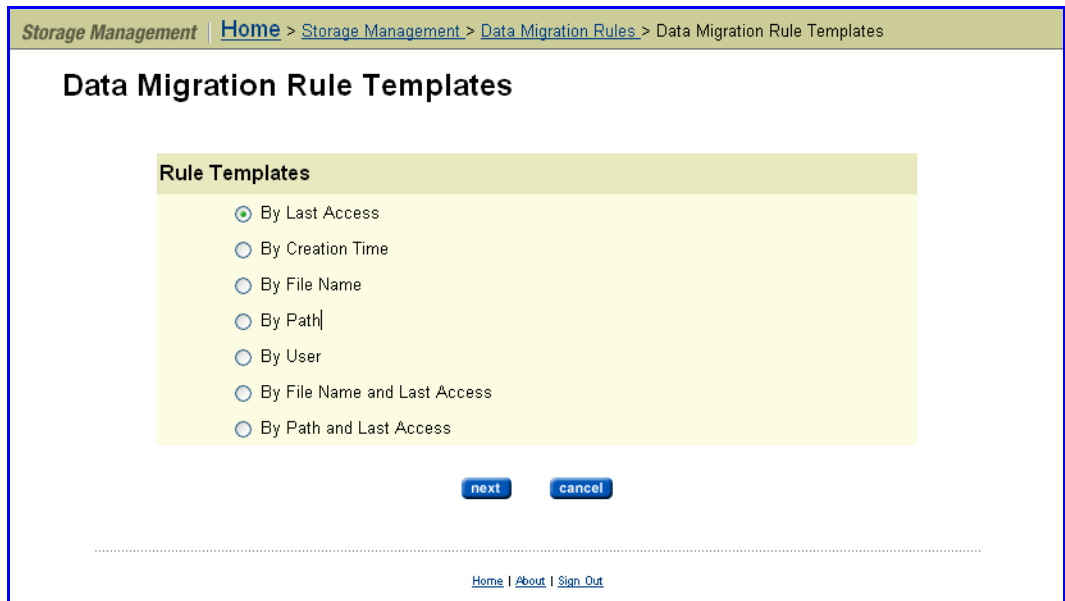 Storage Management | Home > Storage Management > Data Migration Rules > Data Migration Rule Templates
Data Migration Rule Templates
Rule Templates
By Last Access
By Creation Time
By File Name
By Path
By User
By File Name and Last Access
By Path and Last Access
next cancel
Home | About | Sign Out